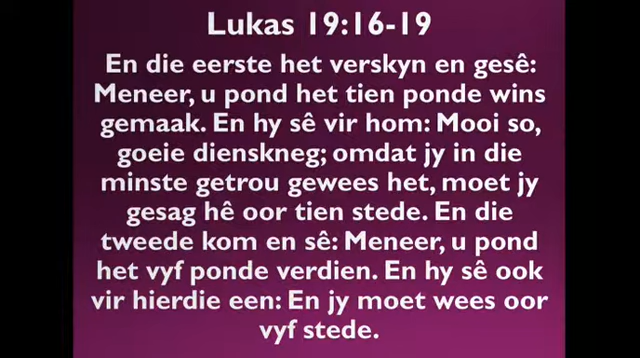 Lukas 19:16-19
En die eerste het verskyn en gesê:
Meneer, u pond het tien ponde wins
gemaak. En hy sê vir hom: Mooi so,
goeie dienskneg; omdat jy in die
minste getrou gewees het, moet jy
gesag hê oor tien stede. En die
tweede kom en sê: Meneer, u pond
het vyf ponde verdien. En hy sê ook
vir hierdie een: En jy moet wees oor
vyf stede.